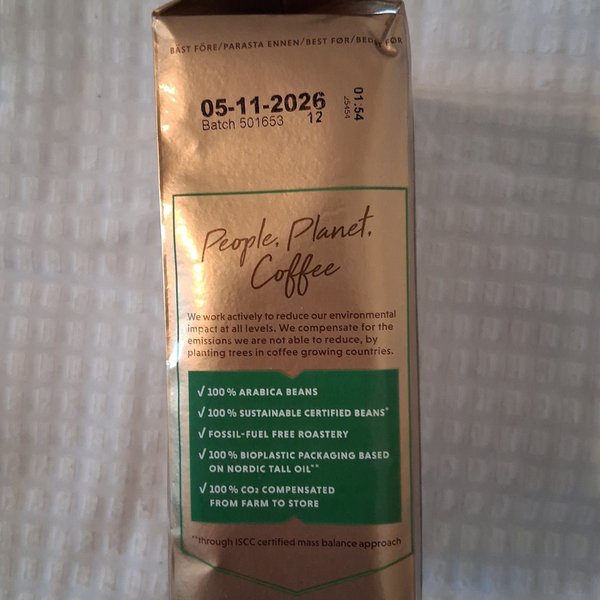 BÄST FÖRE/PARASTA ENNEN/BEST FØR/BEDST FØR
05-11-2026
Batch 501653 12
01:54
25454
People, Planet,
Coffee
We work actively to reduce our environmental
impact at all levels. We compensate for the
emissions we are not able to reduce, by
planting trees in coffee growing countries.
√ 100 % ARABICA BEANS
√ 100 % SUSTAINABLE CERTIFIED BEANS*
√ FOSSIL-FUEL FREE ROASTERY
√ 100 % BIOPLASTIC PACKAGING BASED
ON NORDIC TALL OIL**
√ 100 % CO2 COMPENSATED
FROM FARM TO STORE
**through ISCC certified mass balance approach